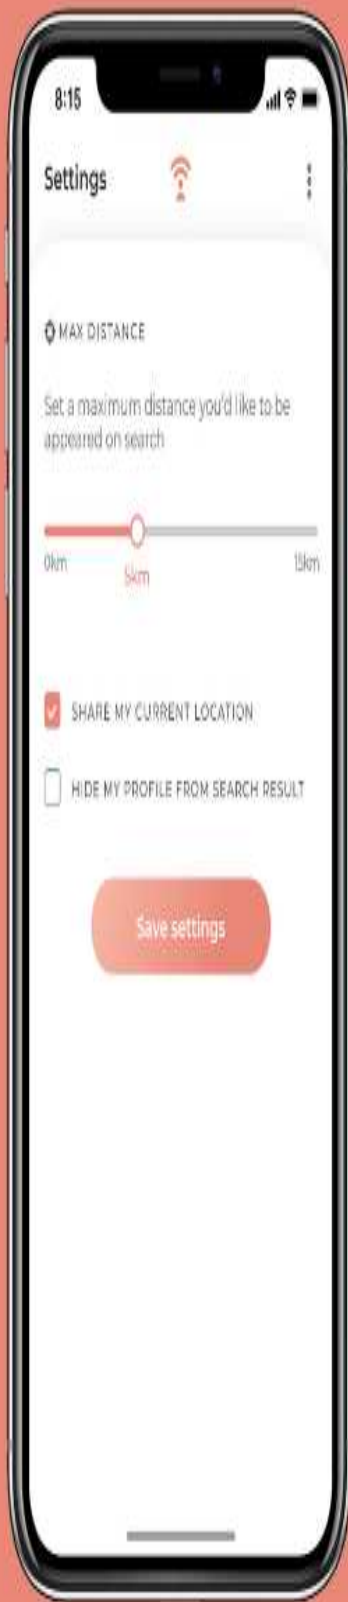 8:15
Settings
MAX DISTANCE
Set a maximum distance you'd like to be
appeared on search
0km
5km
15km
SHARE MY CURRENT LOCATION
HIDE MY PROFILE FROM SEARCH RESULT
Save settings